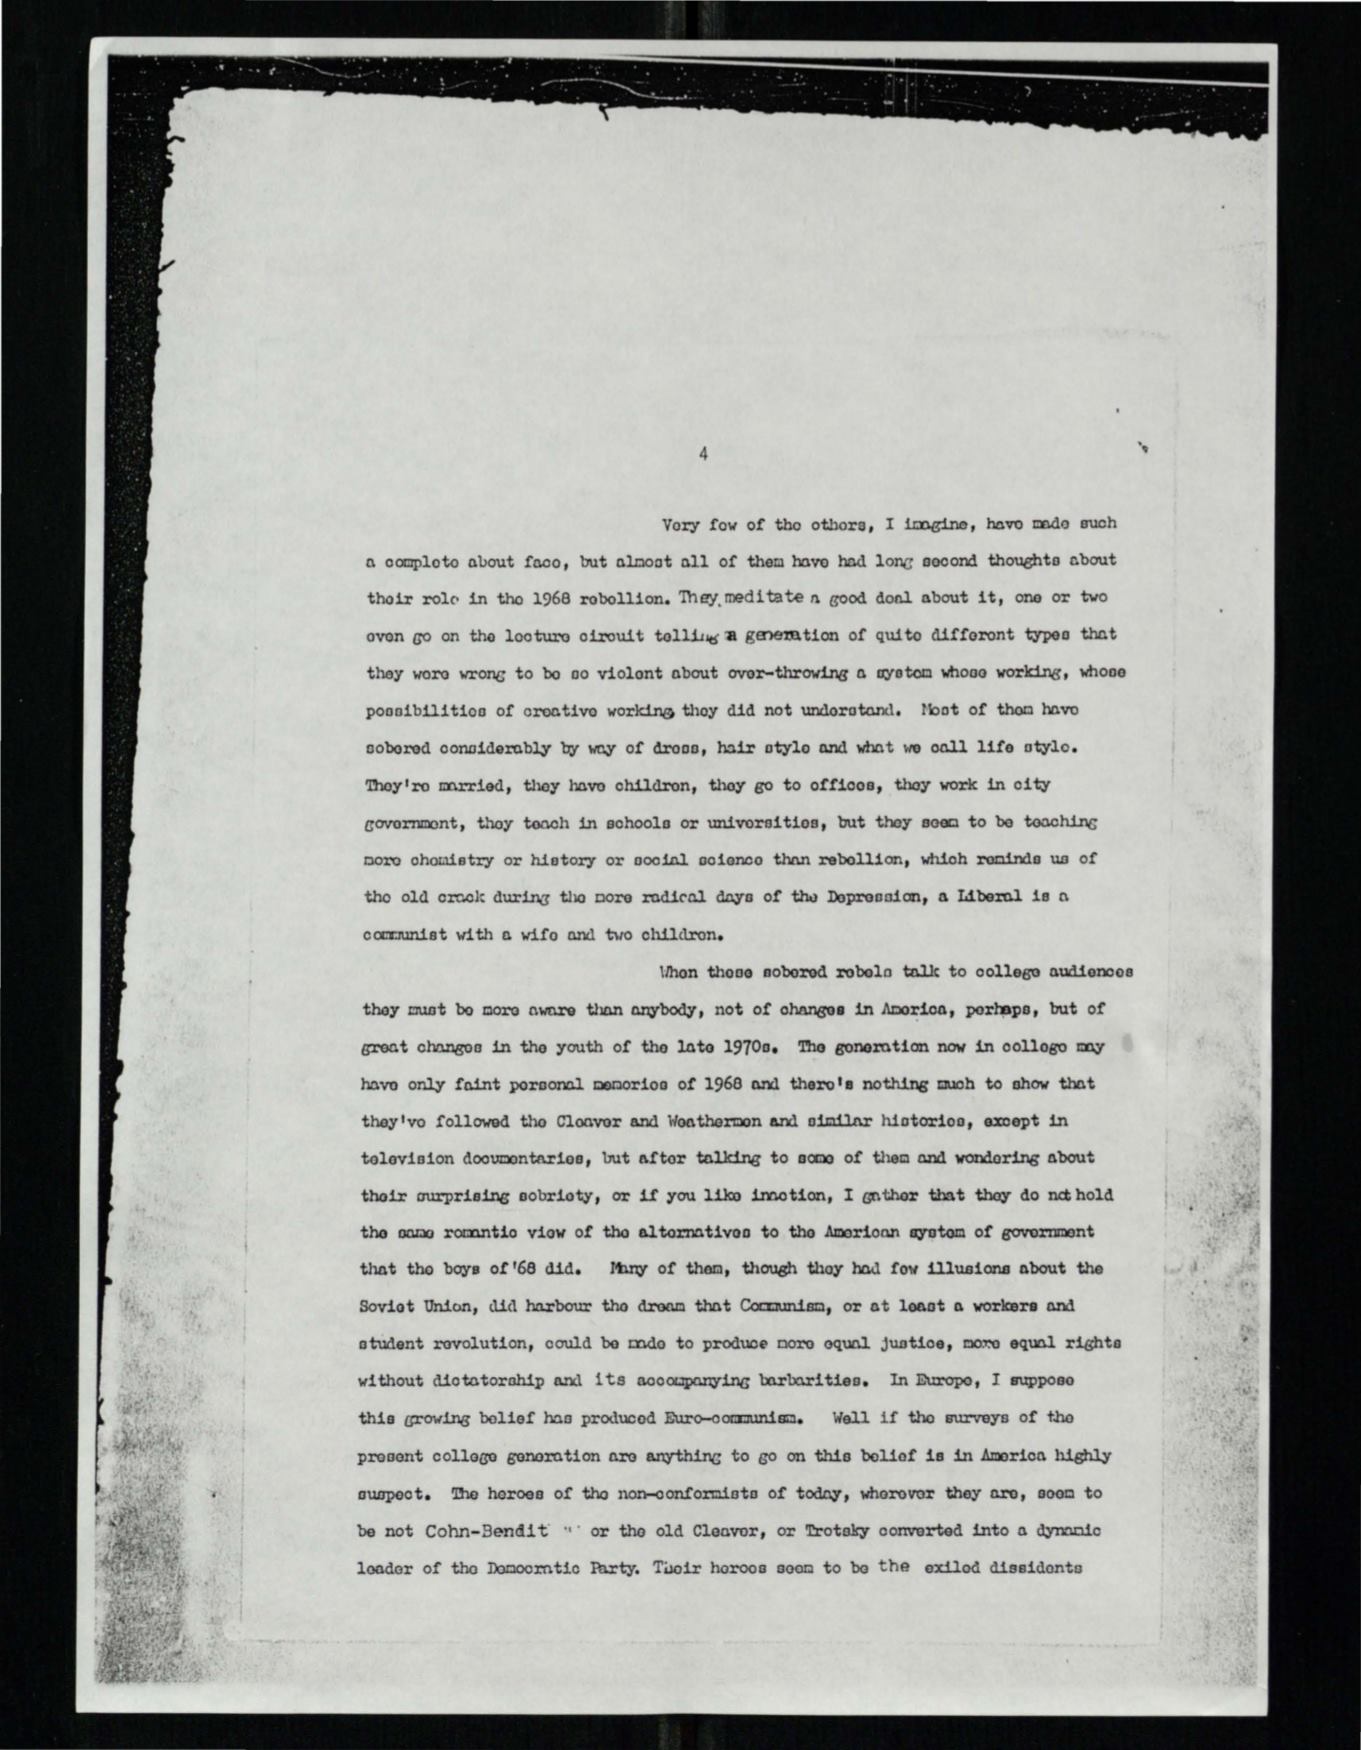 4
Very few of the others, I imagine, have made such
a complete about face, but almost all of them have had long second thoughts about
their role in the 1968 rebellion. They meditate a good deal about it, one or two
even go on the lecture circuit telling a generation of quite different types that
they were wrong to be so violent about over-throwing a system whose working, whose
possibilities of creative working, they did not understand. Most of them have
sobered considerably by way of dress, hair style and what we call life style.
They're married, they have children, they go to offices, they work in city
government, they teach in schools or universities, but they seem to be teaching
more chemistry or history or social science than rebellion, which reminds us of
the old crack during the more radical days of the Depression, a Liberal is a
communist with a wife and two children.
When these sobered rebels talk to college audiences
they must be more aware than anybody, not of changes in America, perhaps, but of
great changes in the youth of the late 1970s. The generation now in college may
have only faint personal memories of 1968 and there's nothing much to show that
they've followed the Cleaver and Weathermen and similar histories, except in
television documentaries, but after talking to some of them and wondering about
their surprising sobriety, or if you like inaction, I gather that they do not hold
the same romantic view of the alternatives to the American system of government
that the boys of '68 did. Many of them, though they had few illusions about the
Soviet Union, did harbour the dream that Communism, or at least a workers and
student revolution, could be made to produce more equal justice, more equal rights
without dictatorship and its accompanying barbarities. In Europe, I suppose
this growing belief has produced Euro-communism. Well if the surveys of the
present college generation are anything to go on this belief is in America highly
suspect. The heroes of the non-conformists of today, wherever they are, seem to
be not Cohn-Bendit or the old Cleaver, or Trotsky converted into a dynamic
leader of the Democratic Party. Their heroes seem to be the exiled dissidents